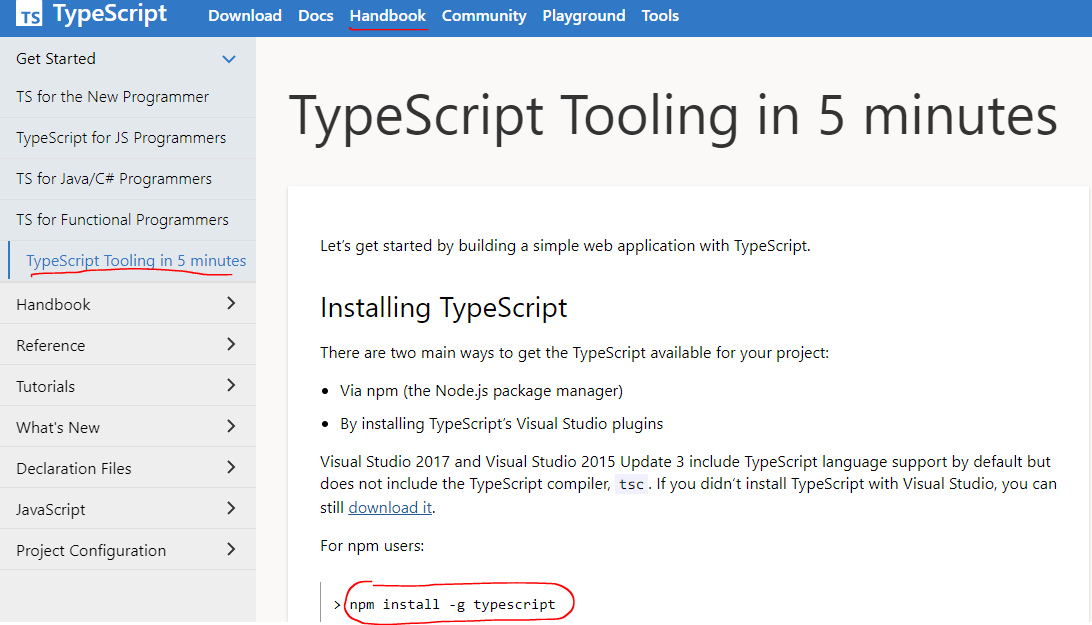 TS TypeScript Download Docs Handbook Community Playground Tools
Get Started
TS for the New Programmer
TypeScript for JS Programmers
TS for Java/C# Programmers
TS for Functional Programmers
TypeScript Tooling in 5 minutes
Handbook
Reference
Tutorials
What's New
Declaration Files
JavaScript
Project Configuration
TypeScript Tooling in 5 minutes
Let’s get started by building a simple web application with TypeScript.
Installing TypeScript
There are two main ways to get the TypeScript available for your project:
• Via npm (the Node.js package manager)
• By installing TypeScript’s Visual Studio plugins
Visual Studio 2017 and Visual Studio 2015 Update 3 include TypeScript language support by default but
does not include the TypeScript compiler, tsc. If you didn’t install TypeScript with Visual Studio, you can
still download it.
For npm users:
> npm install -g typescript